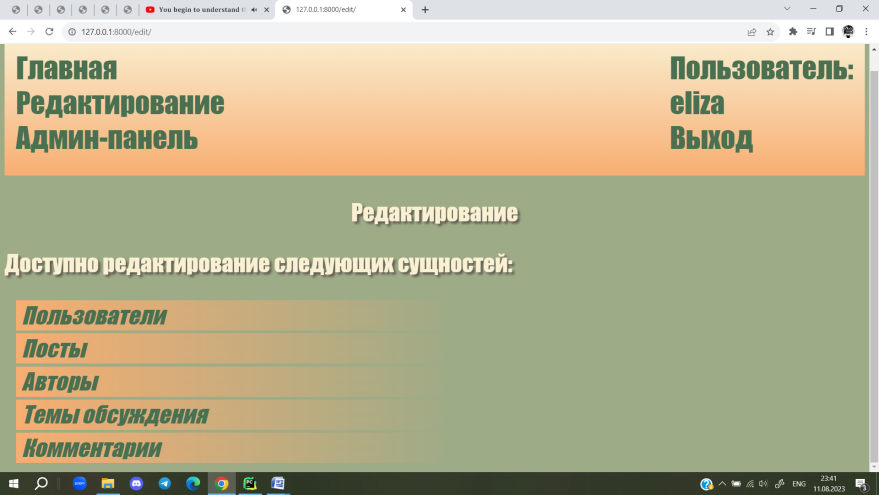 You begin to understand t
127.0.0.1:8000/edit/
127.0.0.1:8000/edit/
Главная
Редактирование
Админ-панель
Пользователь:
eliza
Выход
Редактирование
Доступно редактирование следующих сущностей:
Пользователи
Посты
Авторы
Темы обсуждения
Комментарии
ENG
23:41
11.08.2023